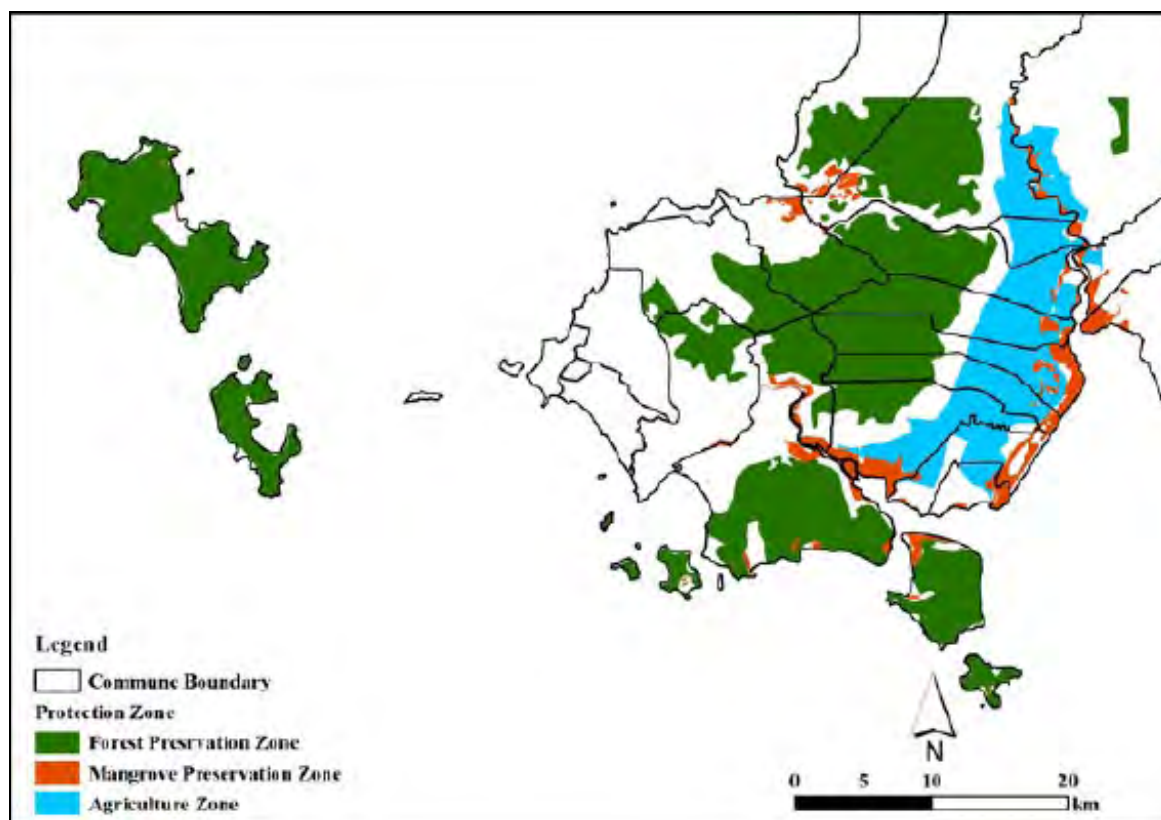 Legend
Commune Boundary
Protection Zone
Forest Presrvation Zone
Mangrove Preservation Zone
Agriculture Zone
N
0 5 10 20
km